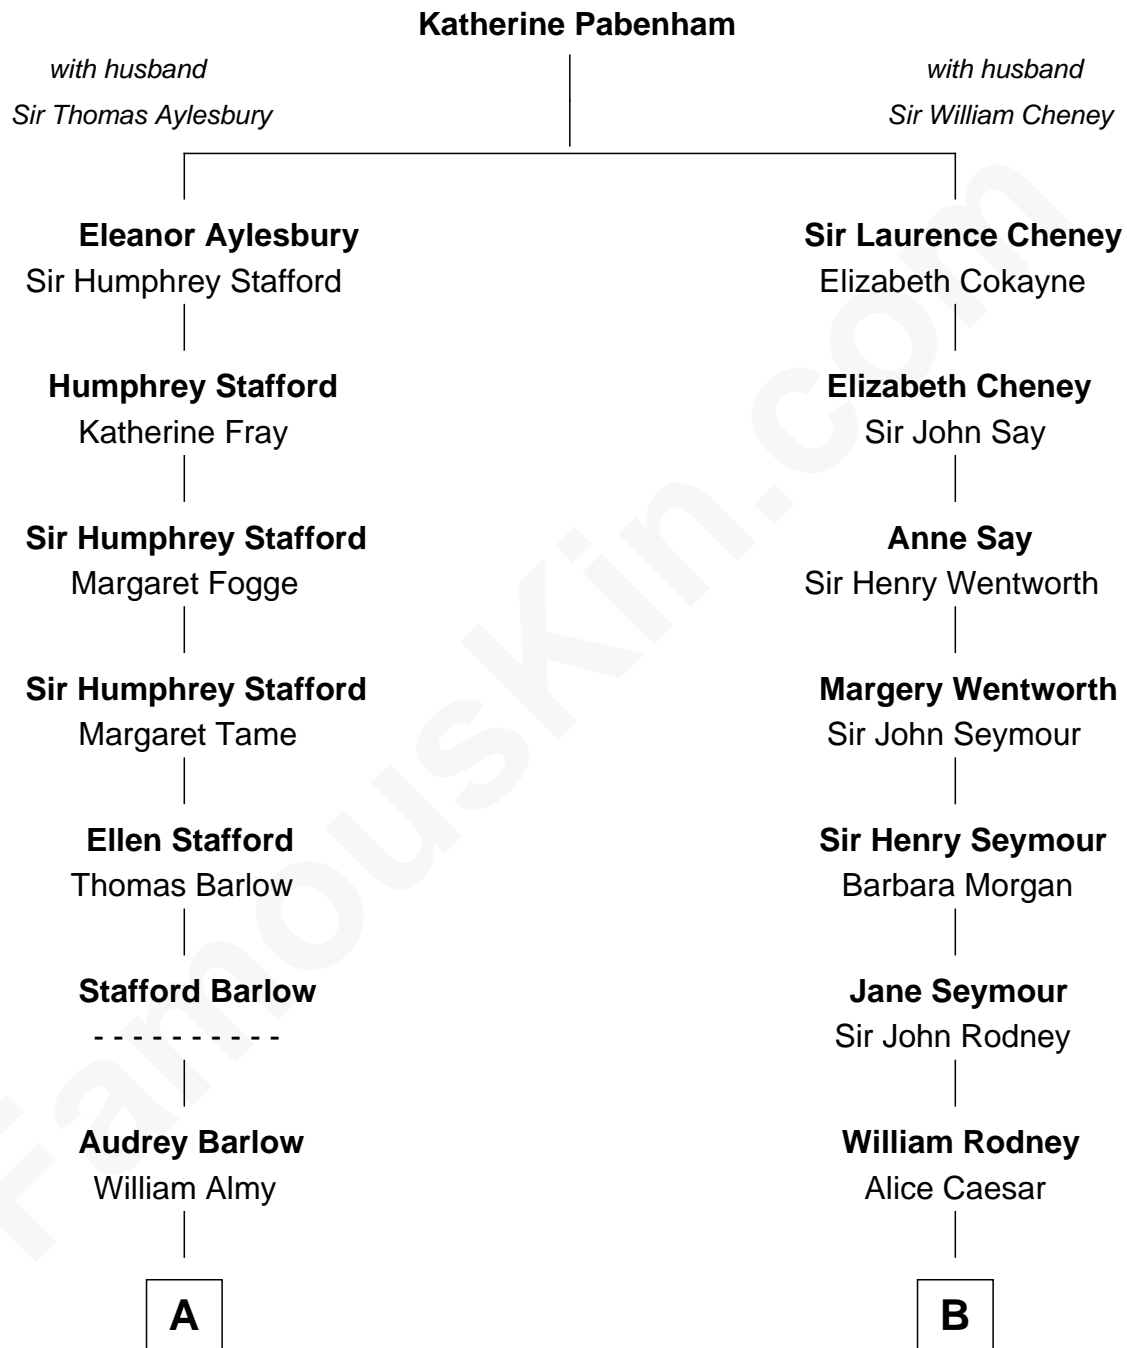 Katherine Pabenham
with husband
Sir Thomas Aylesbury
with husband
Sir William Cheney
Eleanor Aylesbury
Sir Humphrey Stafford
Sir Laurence Cheney
Elizabeth Cokayne
Humphrey Stafford
Katherine Fray
Elizabeth Cheney
Sir John Say
Sir Humphrey Stafford
Margaret Fogge
Anne Say
Sir Henry Wentworth
Sir Humphrey Stafford
Margaret Tame
Margery Wentworth
Sir John Seymour
Ellen Stafford
Thomas Barlow
Sir Henry Seymour
Barbara Morgan
Stafford Barlow
- - - - - - - - - -
Jane Seymour
Sir John Rodney
Audrey Barlow
William Almy
William Rodney
Alice Caesar
A
B
FamousKin.com